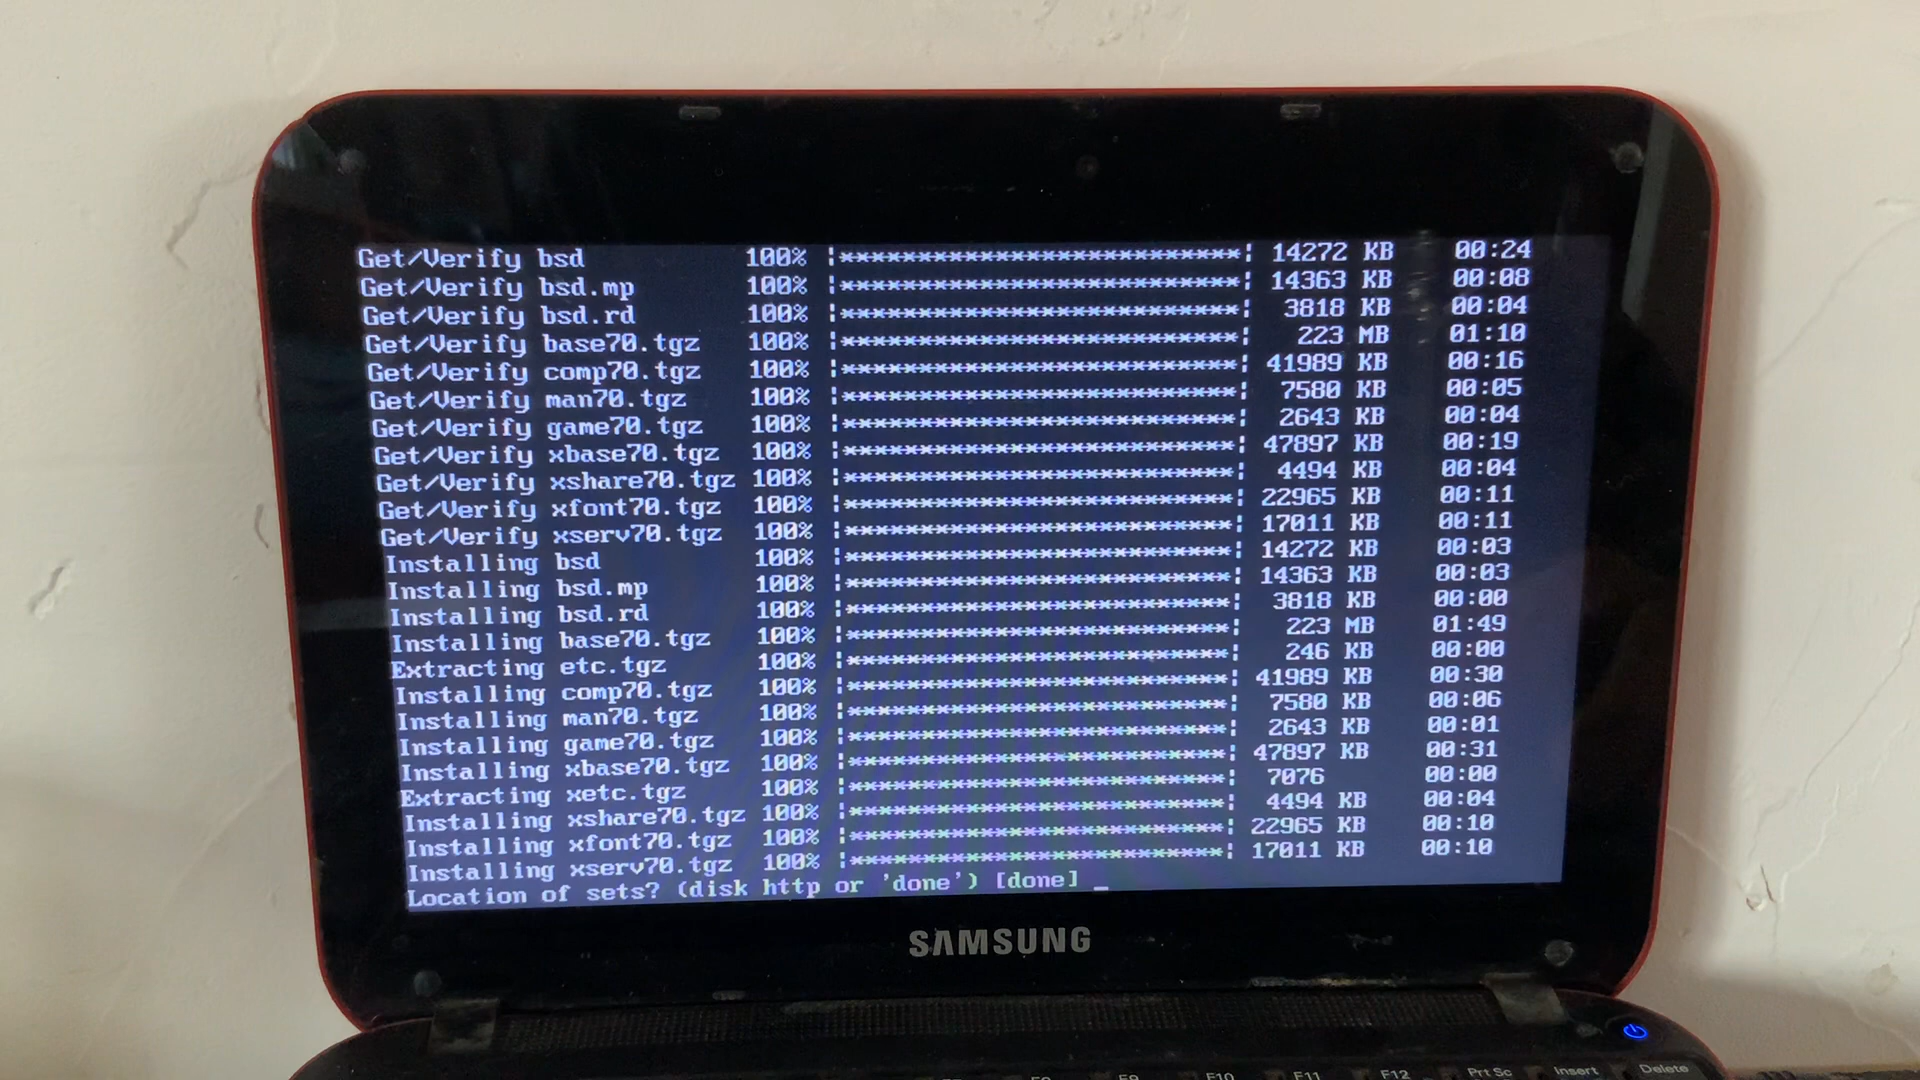 Get/Verify bsd 100% |**************************| 14272 KB 00:24
Get/Verify bsd.mp 100% |**************************| 14363 KB 00:08
Get/Verify bsd.rd 100% |**************************| 3818 KB 00:04
Get/Verify base70.tgz 100% |**************************| 223 MB 01:10
Get/Verify comp70.tgz 100% |**************************| 41989 KB 00:16
Get/Verify man70.tgz 100% |**************************| 7580 KB 00:05
Get/Verify game70.tgz 100% |**************************| 2643 KB 00:04
Get/Verify xbase70.tgz 100% |**************************| 47897 KB 00:19
Get/Verify xshare70.tgz 100% |**************************| 4494 KB 00:04
Get/Verify xfont70.tgz 100% |**************************| 22965 KB 00:11
Get/Verify xserv70.tgz 100% |**************************| 17011 KB 00:11
Installing bsd 100% |**************************| 14272 KB 00:03
Installing bsd.mp 100% |**************************| 14363 KB 00:03
Installing bsd.rd 100% |**************************| 3818 KB 00:00
Installing base70.tgz 100% |**************************| 223 MB 01:49
Extracting etc.tgz 100% |**************************| 246 KB 00:00
Installing comp70.tgz 100% |**************************| 41989 KB 00:30
Installing man70.tgz 100% |**************************| 7580 KB 00:06
Installing game70.tgz 100% |**************************| 2643 KB 00:01
Installing xbase70.tgz 100% |**************************| 47897 KB 00:31
Extracting xetc.tgz 100% |**************************| 7076 00:00
Installing xshare70.tgz 100% |**************************| 4494 KB 00:04
Installing xfont70.tgz 100% |**************************| 22965 KB 00:10
Installing xserv70.tgz 100% |**************************| 17011 KB 00:10
Location of sets? (disk http or 'done') [done] _
SAMSUNG
F9 F10 F11 F12 Prt Sc Insert Delete